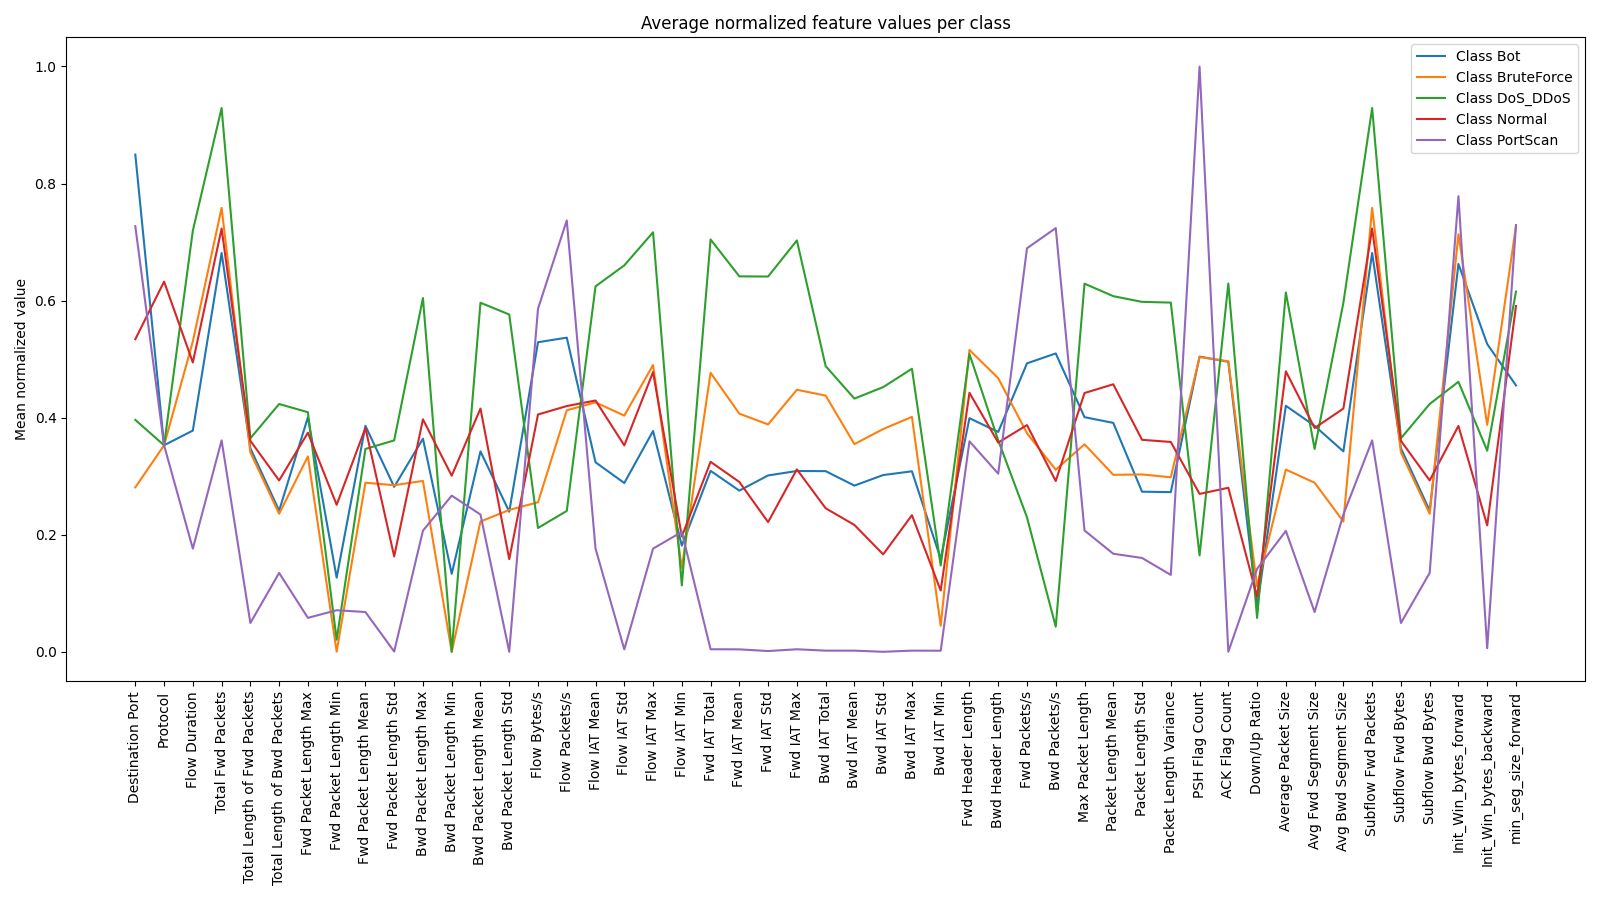 Average normalized feature values per class
Mean normalized value
1.0
0.8
0.6
0.4
0.2
0.0
Class Bot
Class BruteForce
Class DoS_DDoS
Class Normal
Class PortScan
Destination Port
Protocol
Flow Duration
Total Fwd Packets
Total Length of Fwd Packets
Total Length of Bwd Packets
Fwd Packet Length Max
Fwd Packet Length Min
Fwd Packet Length Mean
Fwd Packet Length Std
Bwd Packet Length Max
Bwd Packet Length Min
Bwd Packet Length Mean
Bwd Packet Length Std
Flow Bytes/s
Flow Packets/s
Flow IAT Mean
Flow IAT Std
Flow IAT Max
Flow IAT Min
Fwd IAT Total
Fwd IAT Mean
Fwd IAT Std
Fwd IAT Max
Bwd IAT Total
Bwd IAT Mean
Bwd IAT Std
Bwd IAT Max
Bwd IAT Min
Fwd Header Length
Bwd Header Length
Fwd Packets/s
Bwd Packets/s
Max Packet Length
Packet Length Mean
Packet Length Std
Packet Length Variance
PSH Flag Count
ACK Flag Count
Down/Up Ratio
Average Packet Size
Avg Fwd Segment Size
Avg Bwd Segment Size
Subflow Fwd Packets
Subflow Fwd Bytes
Subflow Bwd Bytes
Init_Win_bytes_forward
Init_Win_bytes_backward
min_seg_size_forward